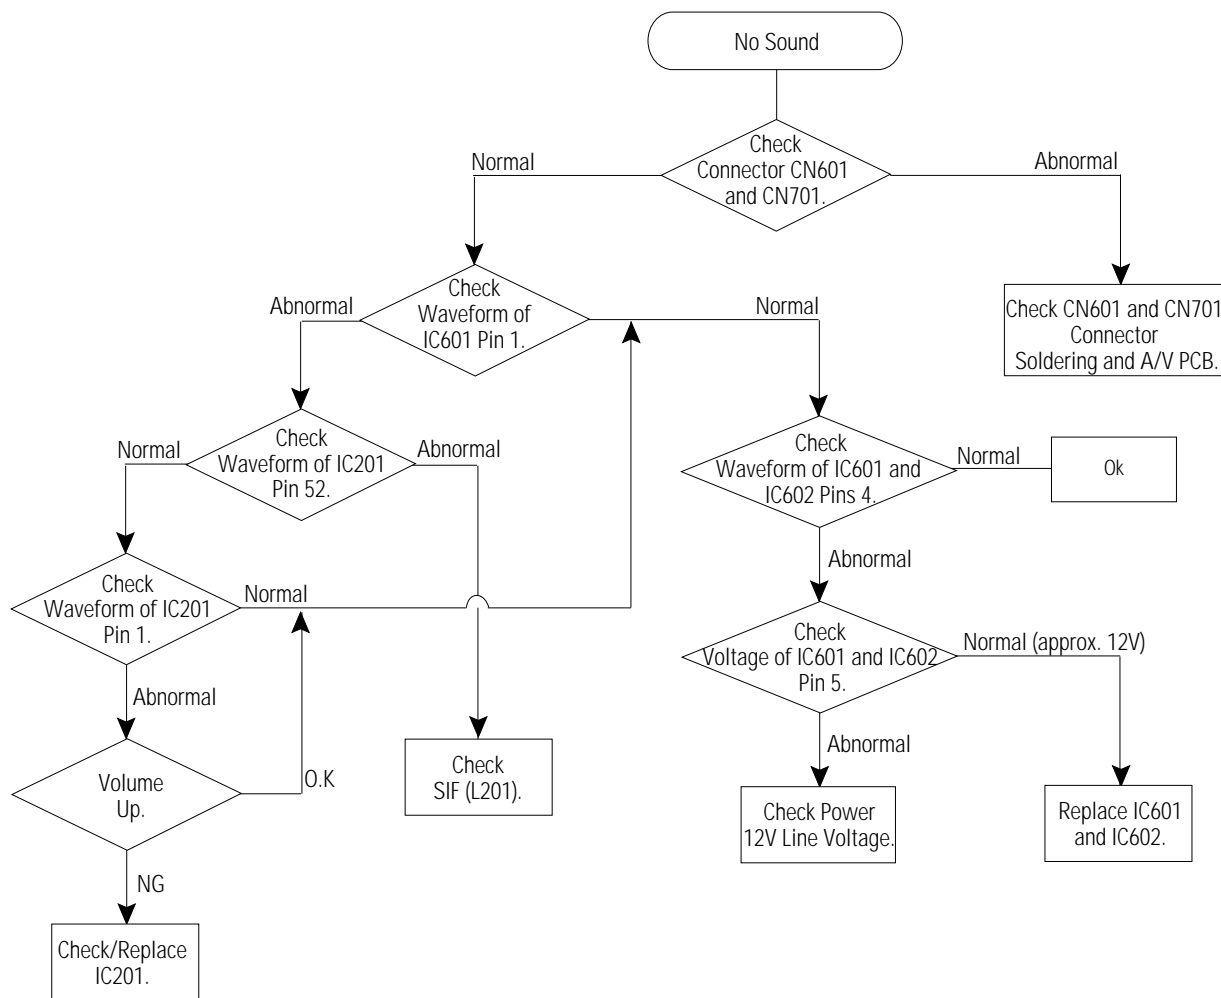 No Sound
Check
Connector CN601
and CN701.
Normal
Abnormal
Check
Waveform of
IC601 Pin 1.
Abnormal
Normal
Check CN601 and CN701
Connector
Soldering and A/V PCB.
Check
Waveform of IC201
Pin 52.
Normal
Abnormal
Check
Waveform of IC601 and
IC602 Pins 4.
Normal
Ok
Abnormal
Check
Waveform of IC201
Pin 1.
Normal
Abnormal
Check
Voltage of IC601 and IC602
Pin 5.
Normal (approx. 12V)
Abnormal
Volume
Up.
O.K
Check
SIF (L201).
Check Power
12V Line Voltage.
Replace IC601
and IC602.
NG
Check/Replace
IC201.